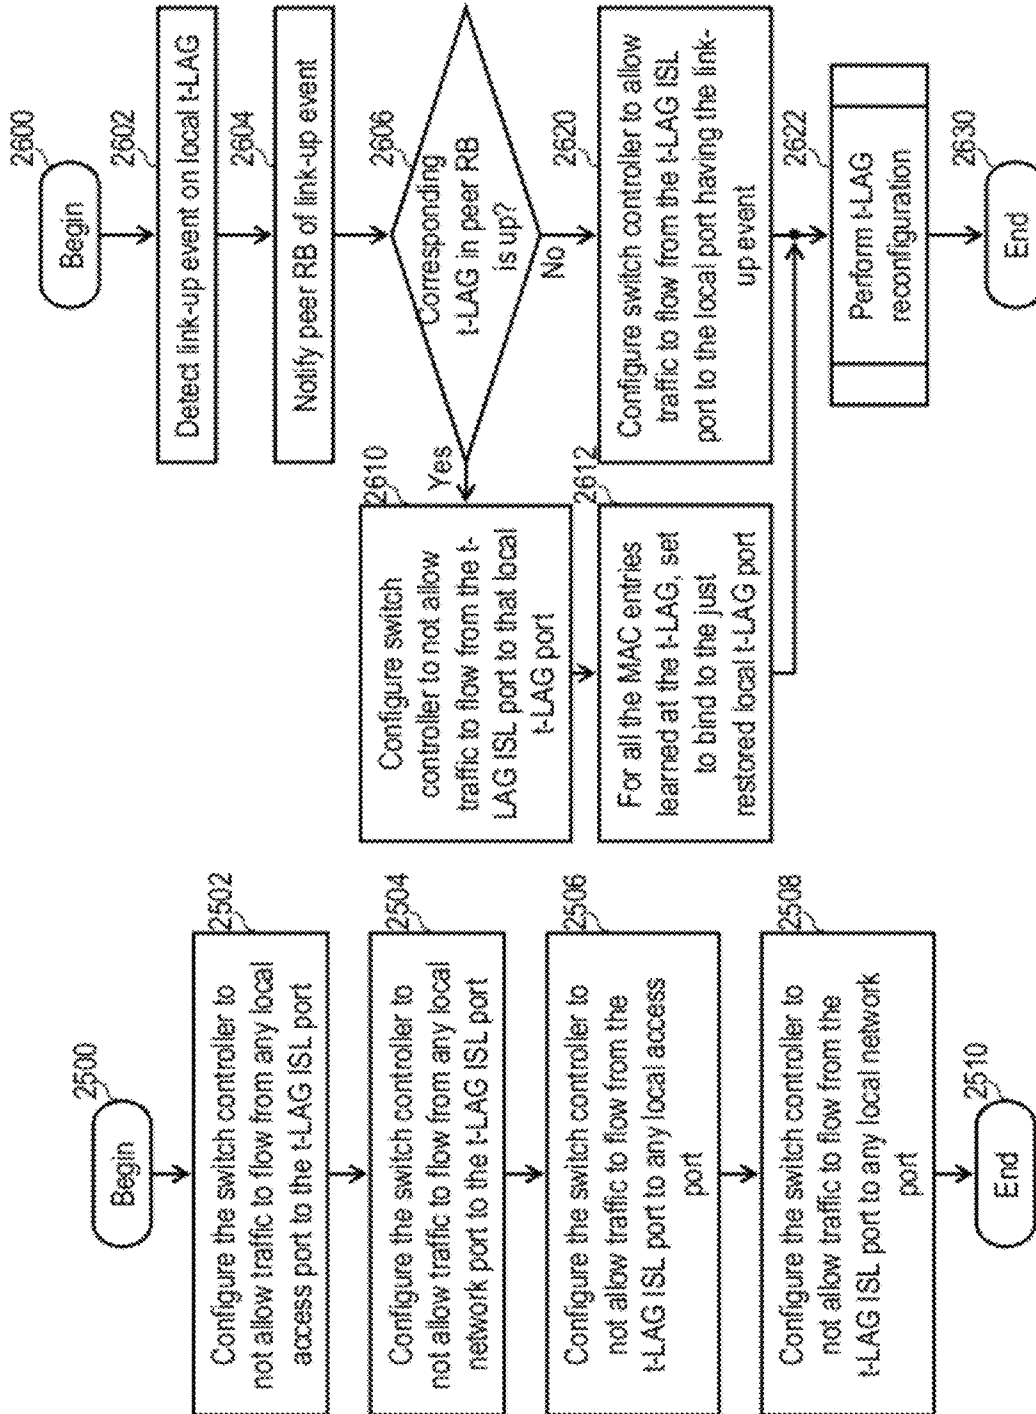 2500
Begin
2502
Configure the switch controller to
not allow traffic to flow from any local
access port to the t-LAG ISL port
2504
Configure the switch controller to
not allow traffic to flow from any local
network port to the t-LAG ISL port
2506
Configure the switch controller to
not allow traffic to flow from the
t-LAG ISL port to any local access
port
2508
Configure the switch controller to
not allow traffic to flow from the
t-LAG ISL port to any local network
port
2510
End
2600
Begin
2602
Detect link-up event on local t-LAG
2604
Notify peer RB of link-up event
2606
Corresponding
t-LAG in peer RB
is up?
Yes
No
2610
Configure switch
controller to not allow
traffic to flow from the t-
LAG ISL port to that local
t-LAG port
2612
For all the MAC entries
learned at the t-LAG, set
to bind to the just
restored local t-LAG port
2620
Configure switch controller to allow
traffic to flow from the t-LAG ISL
port to the local port having the link-
up event
2622
Perform t-LAG
reconfiguration
2630
End